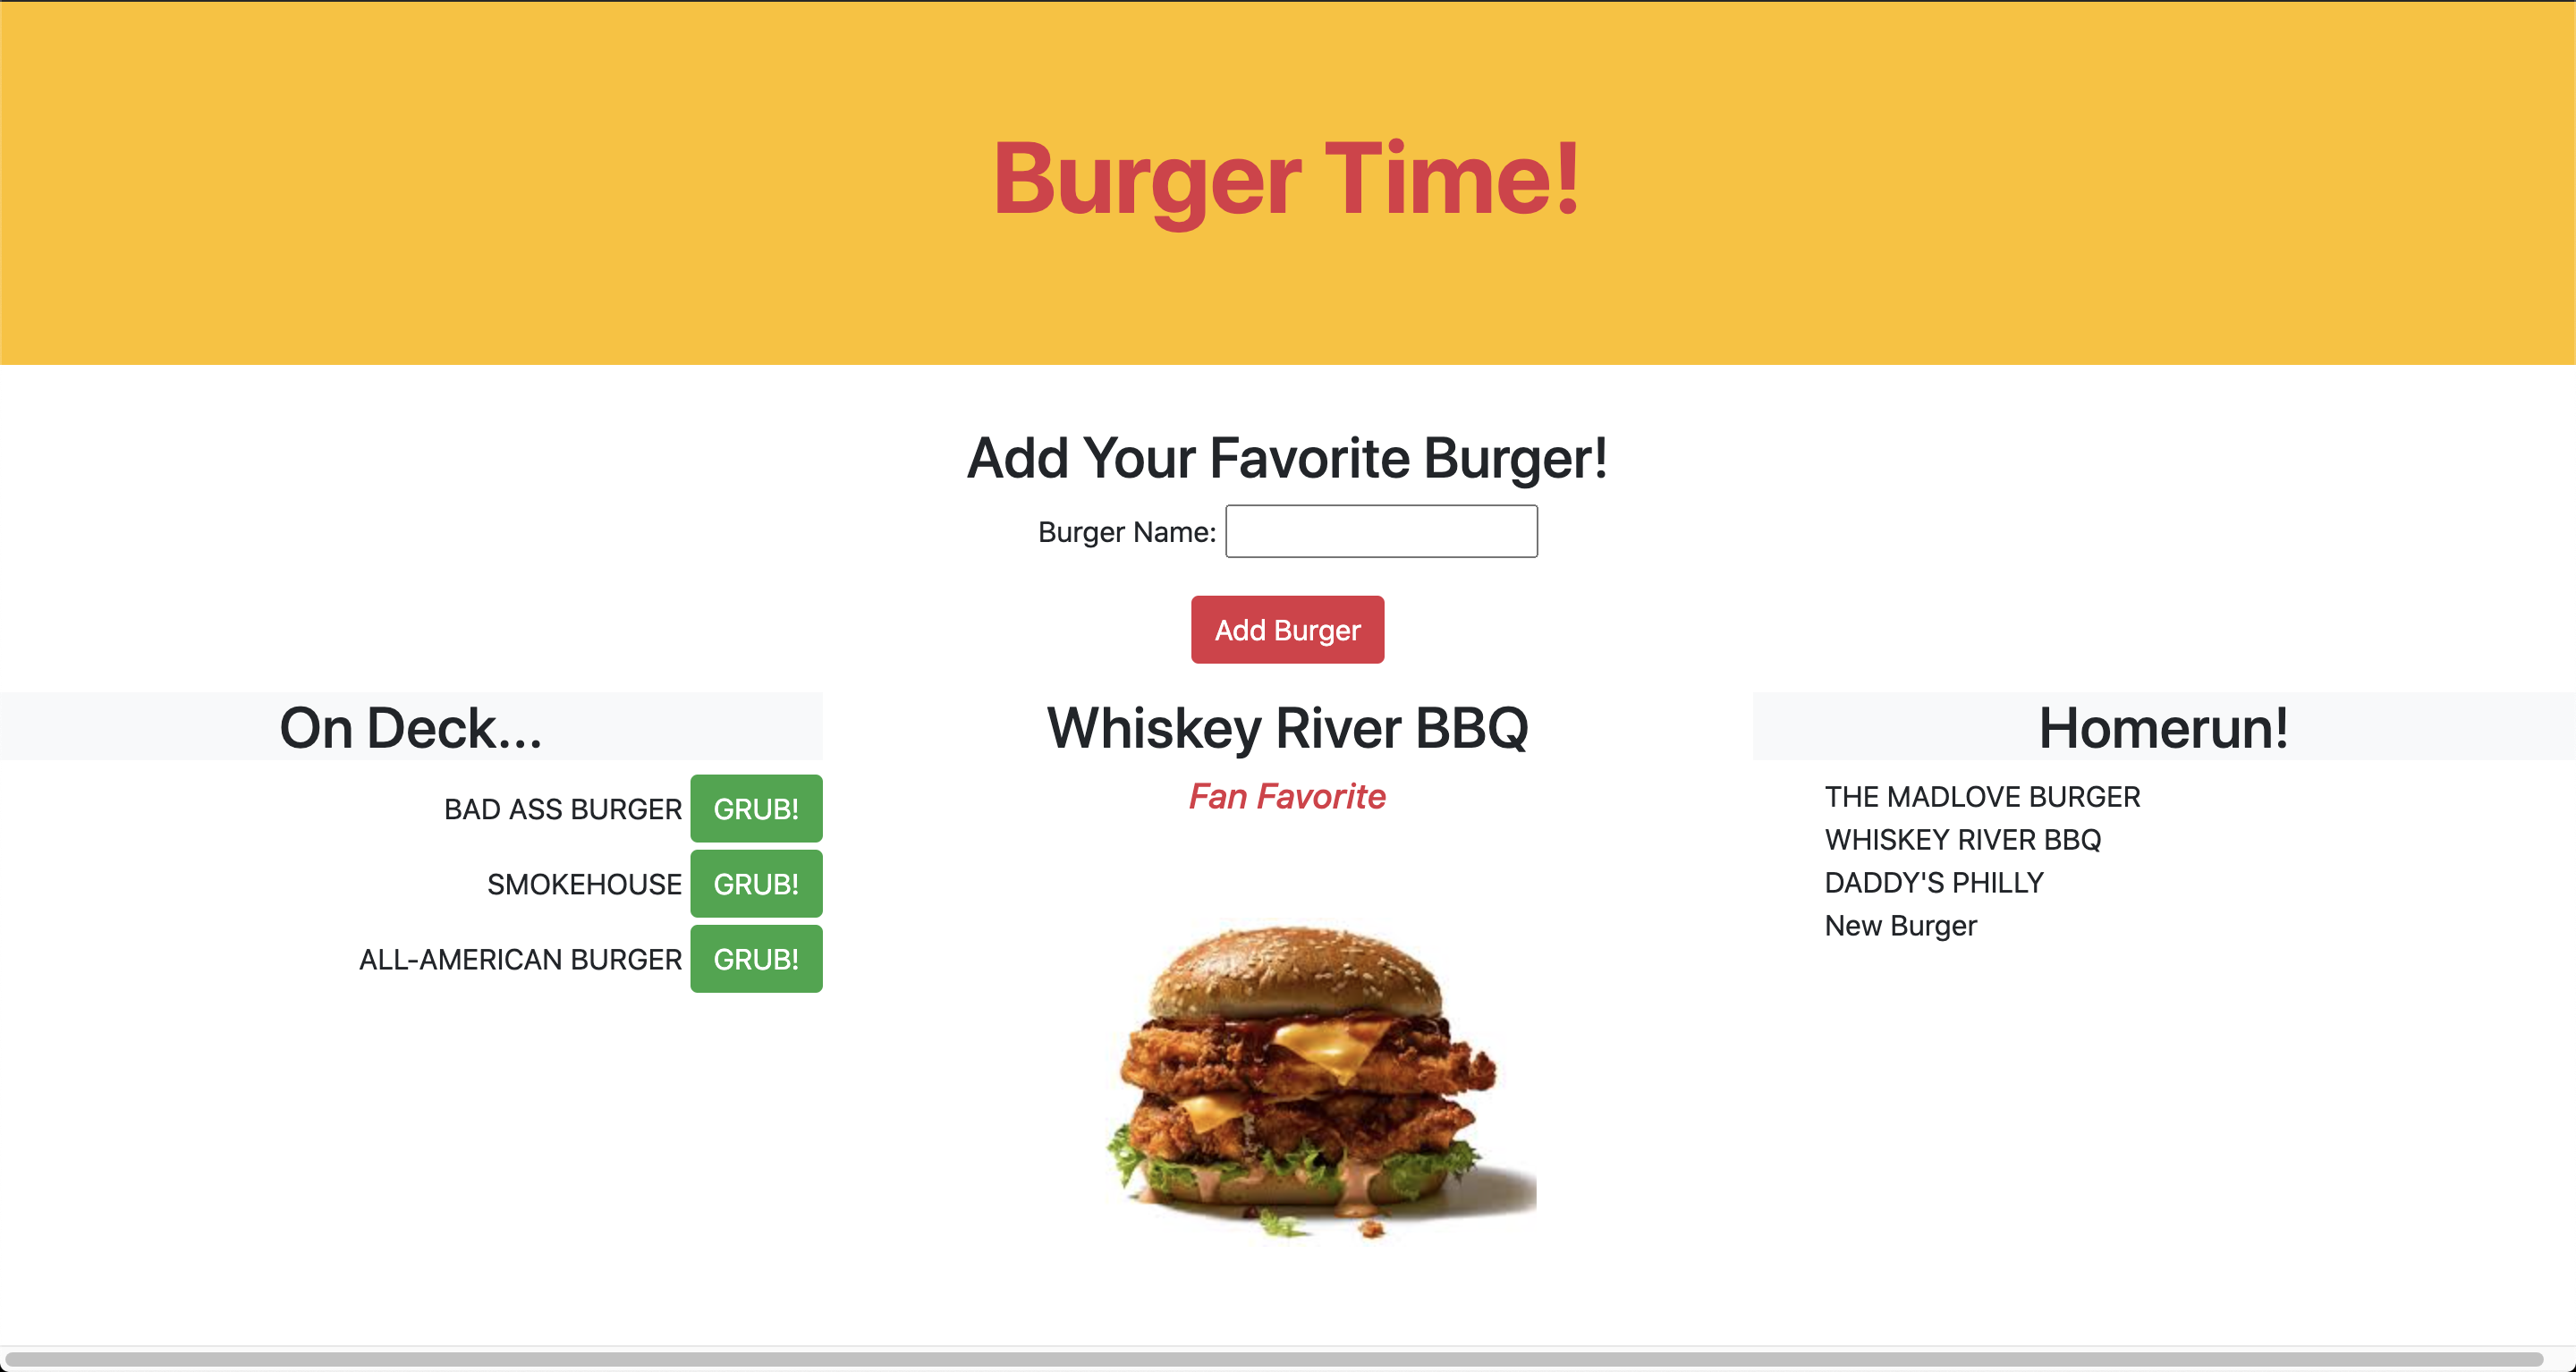 Burger Time!
Add Your Favorite Burger!
Burger Name:
Add Burger
On Deck...
BAD ASS BURGER GRUB!
SMOKEHOUSE GRUB!
ALL-AMERICAN BURGER GRUB!
Whiskey River BBQ
Fan Favorite
Homerun!
THE MADLOVE BURGER
WHISKEY RIVER BBQ
DADDY'S PHILLY
New Burger